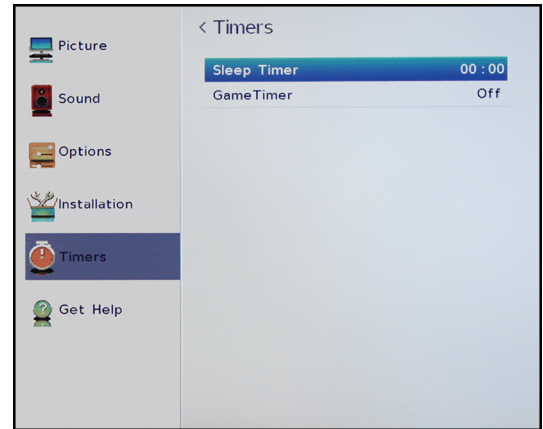 < Timers
Picture
Sound
Options
Installation
Timers
Get Help
Sleep Timer 00 : 00
GameTimer Off